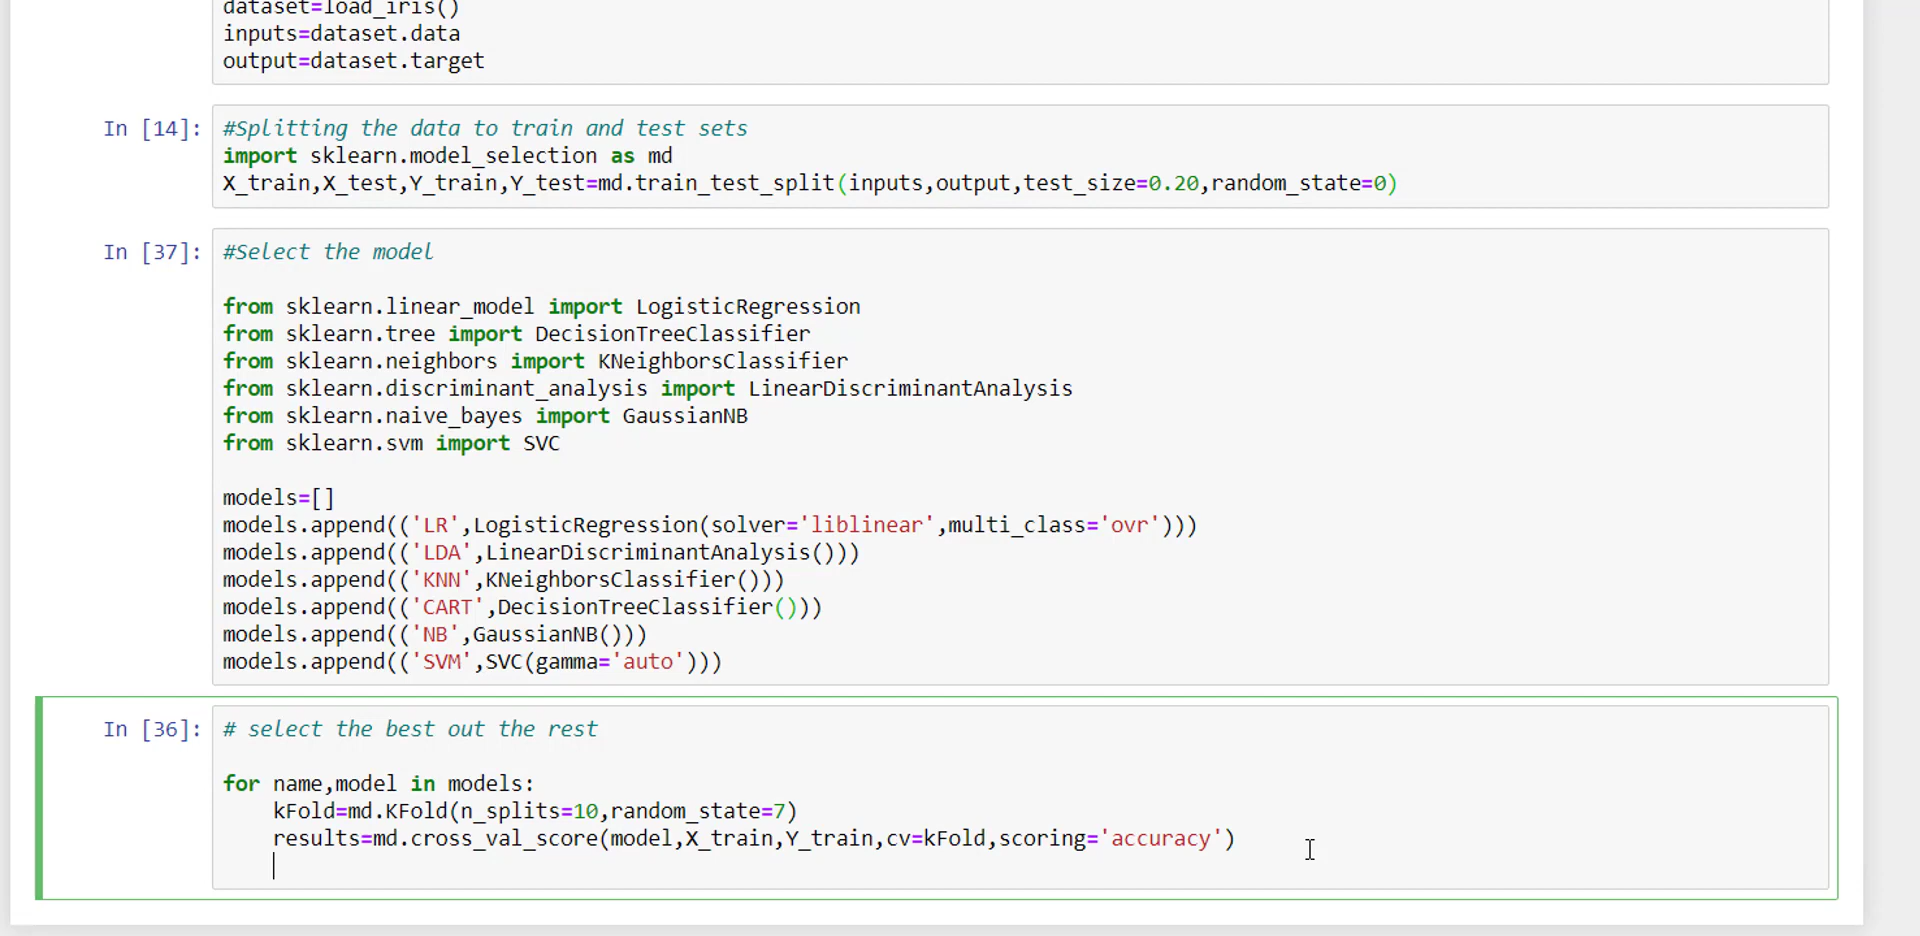 dataset=load_iris()
inputs=dataset.data
output=dataset.target
In [14]:
#Splitting the data to train and test sets
import sklearn.model_selection as md
X_train,X_test,Y_train,Y_test=md.train_test_split(inputs,output,test_size=0.20,random_state=0)
In [37]:
#Select the model
from sklearn.linear_model import LogisticRegression
from sklearn.tree import DecisionTreeClassifier
from sklearn.neighbors import KNeighborsClassifier
from sklearn.discriminant_analysis import LinearDiscriminantAnalysis
from sklearn.naive_bayes import GaussianNB
from sklearn.svm import SVC
models=[]
models.append(('LR',LogisticRegression(solver='liblinear',multi_class='ovr')))
models.append(('LDA',LinearDiscriminantAnalysis()))
models.append(('KNN',KNeighborsClassifier()))
models.append(('CART',DecisionTreeClassifier()))
models.append(('NB',GaussianNB()))
models.append(('SVM',SVC(gamma='auto')))
In [36]:
# select the best out the rest
for name,model in models:
    kFold=md.KFold(n_splits=10,random_state=7)
    results=md.cross_val_score(model,X_train,Y_train,cv=kFold,scoring='accuracy')